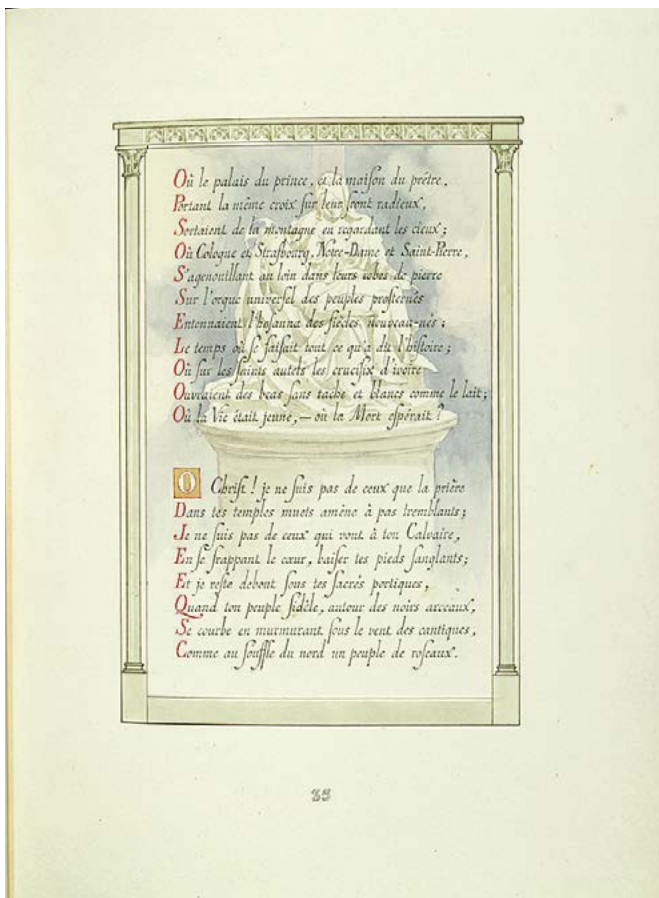 Où le palais du prince, et la maiſon du prêtre,
Portant la même croix ſur leur front radieux,
Sortaient de la montagne en regardant les cieux ;
Où Cologne et Straſbourg, Notre-Dame et Saint-Pierre,
S'agenouillant au loin dans leurs robes de pierre
Sur l'orgue univerſel des peuples proſternés
Entonnaient l'hoſanna des ſiècles nouveau-nés ;
Le temps où ſe faiſait tout ce qu'a dit l'hiſtoire ;
Où ſur les ſaints autels les crucifix d'ivoire
Ouvraient des bras ſans tache et blancs comme le lait ;
Où la Vie était jeune, — où la Mort eſpérait ?
O Chriſt ! je ne ſuis pas de ceux que la prière
Dans tes temples muets amène à pas tremblants ;
Je ne ſuis pas de ceux qui vont à ton Calvaire,
En ſe frappant le cœur, baiſer tes pieds ſanglants ;
Et je reſte debout ſous tes ſacrés portiques,
Quand ton peuple fidèle, autour des noirs arceaux,
Se courbe en murmurant ſous le vent des cantiques,
Comme au ſouffle du nord un peuple de roſeaux.